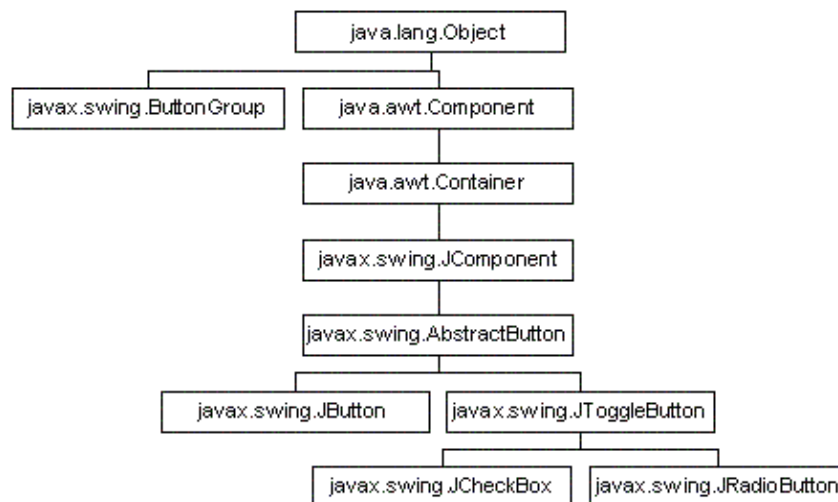 java.lang.Object
javax.swing.ButtonGroup
java.awt.Component
java.awt.Container
javax.swing.JComponent
javax.swing.AbstractButton
javax.swing.JButton
javax.swing.JToggleButton
javax.swing.JCheckBox
javax.swing.JRadioButton